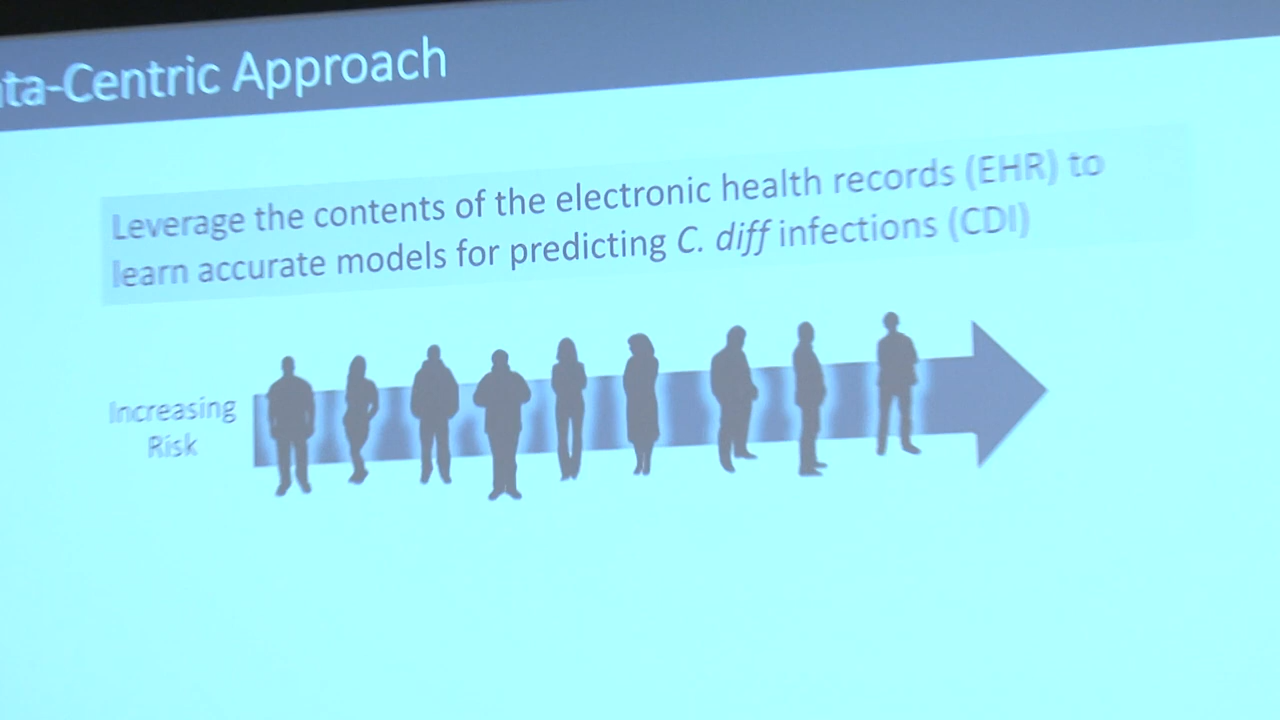 ta-Centric Approach
Leverage the contents of the electronic health records (EHR) to
learn accurate models for predicting C. diff infections (CDI)
Increasing
Risk